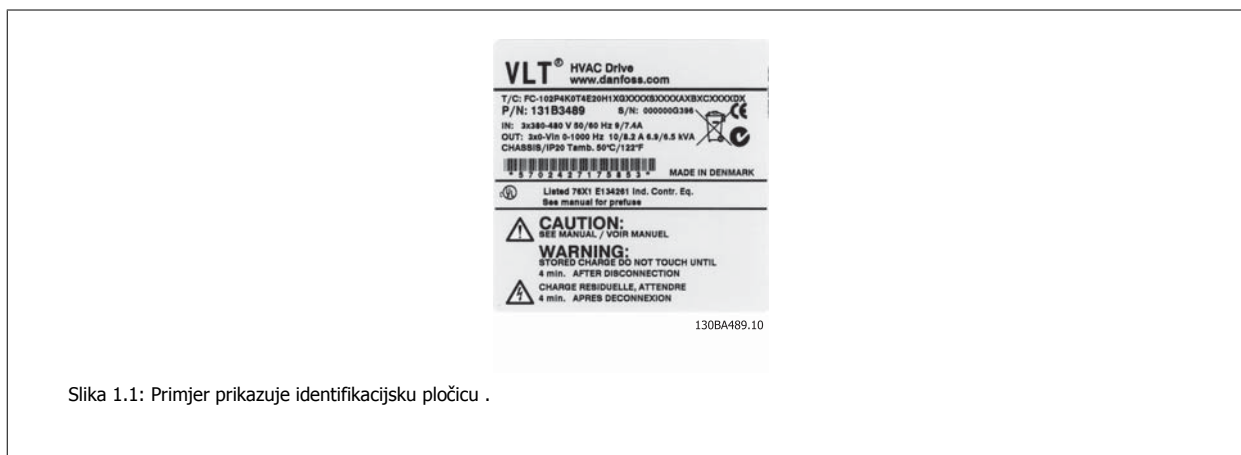 VLT® HVAC Drive
www.danfoss.com
T/C: FC-102P4K0T4E20H1XGXXXXSXXXXAXBXCXXXXDX
P/N: 131B3489 S/N: 000000G396
IN: 3x380-480 V 50/60 Hz 9/7.4A
OUT: 3x0-Vin 0-1000 Hz 10/8.2 A 6.9/6.5 kVA
CHASSIS/IP20 Tamb. 50°C/122°F
*5702427175853* MADE IN DENMARK
Listed 76X1 E134261 Ind. Contr. Eq.
See manual for prefuse
CAUTION:
SEE MANUAL / VOIR MANUEL
WARNING:
STORED CHARGE DO NOT TOUCH UNTIL
4 min. AFTER DISCONNECTION
CHARGE RESIDUELLE, ATTENDRE
4 min. APRES DECONNEXION
130BA489.10
Slika 1.1: Primjer prikazuje identifikacijsku pločicu .